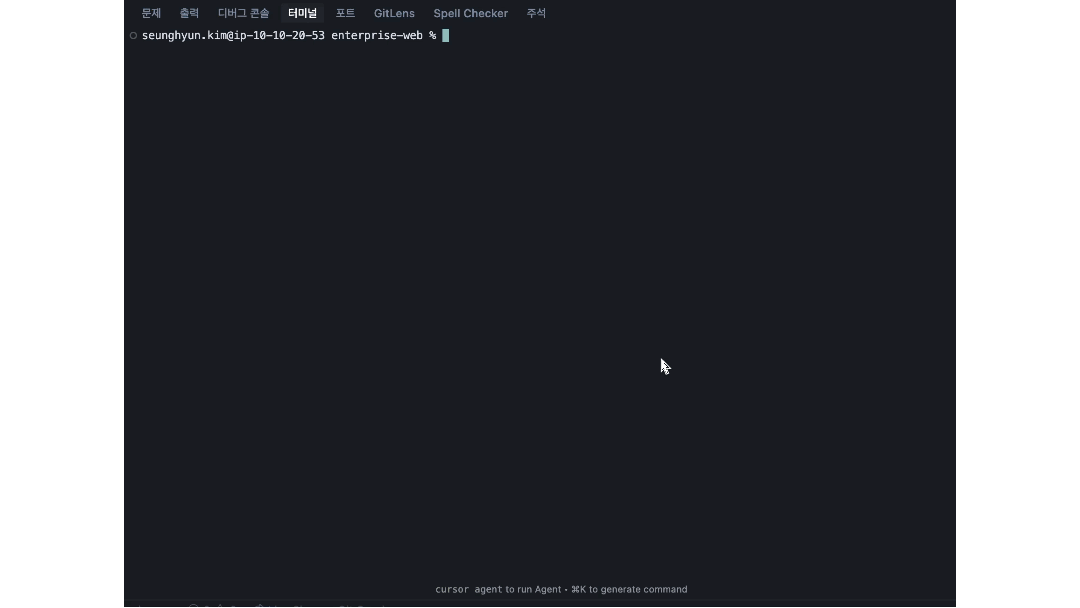 문제 출력 디버그 콘솔 터미널 포트 GitLens Spell Checker 주석
seunghyun.kim@ip-10-10-20-53 enterprise-web %
cursor agent to run Agent · ⌘K to generate command